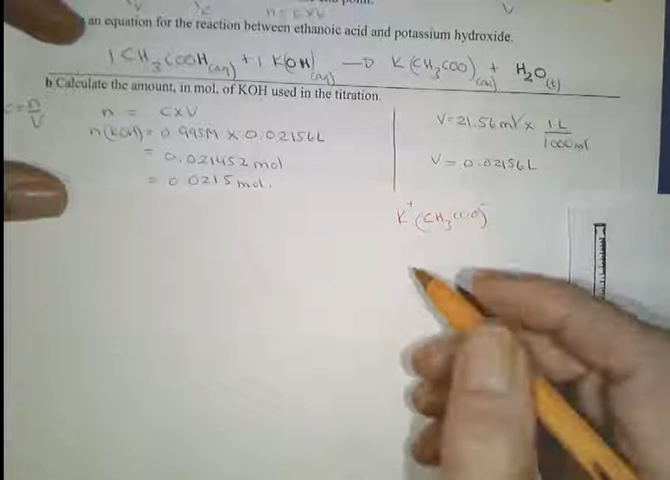 n = C×V
an equation for the reaction between ethanoic acid and potassium hydroxide.
1 CH3COOH(aq) + 1 K(OH)(aq) → K(CH3COO)(aq) + H2O(l)
b Calculate the amount, in mol, of KOH used in the titration.
c = n/V
n = C×V
n(KOH) = 0.995M × 0.02156L
= 0.021452 mol
= 0.0215 mol.
V = 21.56 ml × 1L/1000ml
V = 0.02156L
K+(CH3COO)-